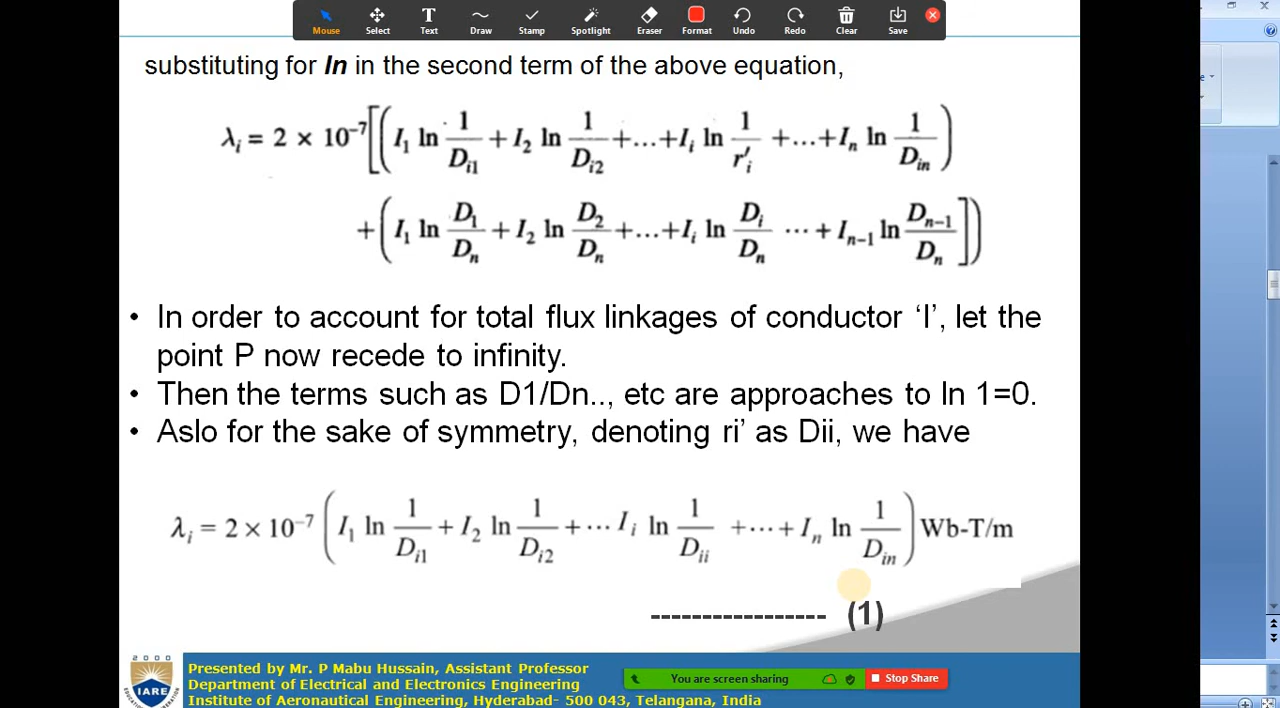 Mouse Select Text Draw Stamp Spotlight Eraser Format Undo Redo Clear Save
substituting for In in the second term of the above equation,
λi = 2 × 10⁻⁷ [( I1 ln 1/Di1 + I2 ln 1/Di2 +...+Ii ln 1/r′i +...+In ln 1/Din )
+( I1 ln D1/Dn + I2 ln D2/Dn +...+Ii ln Di/Dn ... + In−1 ln Dn−1/Dn ])
• In order to account for total flux linkages of conductor ‘I’, let the
point P now recede to infinity.
• Then the terms such as D1/Dn.., etc are approaches to ln 1=0.
• Aslo for the sake of symmetry, denoting ri’ as Dii, we have
λi = 2 × 10⁻⁷ ( I1 ln 1/Di1 + I2 ln 1/Di2 + ... Ii ln 1/Dii +...+ In ln 1/Din ) Wb-T/m
----------------- (1)
2 0 0 0
IARE
Presented by Mr. P Mabu Hussain, Assistant Professor
Department of Electrical and Electronics Engineering
Institute of Aeronautical Engineering, Hyderabad- 500 043, Telangana, India
You are screen sharing Stop Share